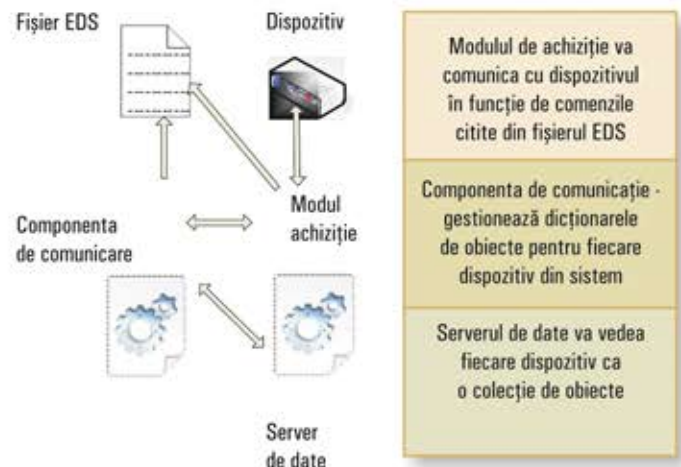 Fișier EDS
Dispozitiv
Modul
achiziție
Componenta
de comunicare
Server
de date
Modulul de achiziție va
comunica cu dispozitivul
în funcție de comenzile
citite din fișierul EDS
Componenta de comunicație -
gestionează dicționarele
de obiecte pentru fiecare
dispozitiv din sistem
Serverul de date va vedea
fiecare dispozitiv ca
o colecție de obiecte